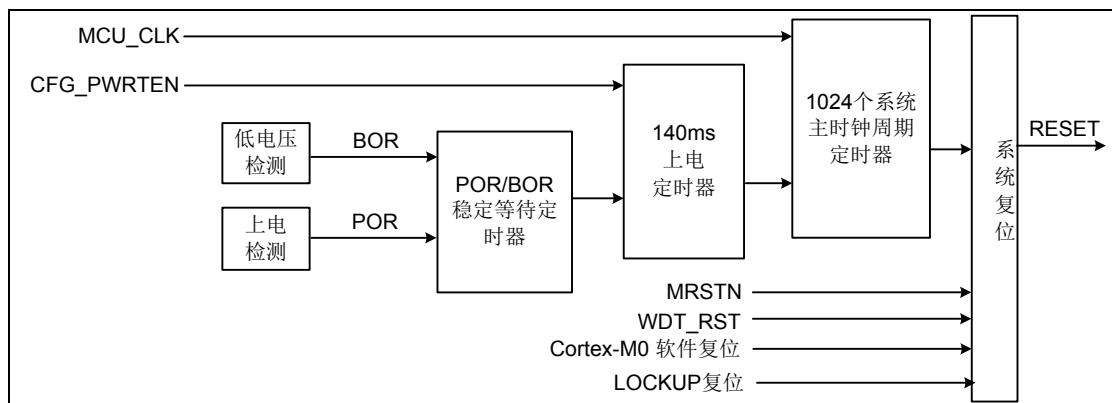 MCU_CLK
CFG_PWRTEN
低电压
检测
BOR
上电
检测
POR
POR/BOR
稳定等待定
时器
140ms
上电
定时器
1024个系统
主时钟周期
定时器
系统复位
RESET
MRSTN
WDT_RST
Cortex-M0 软件复位
LOCKUP复位